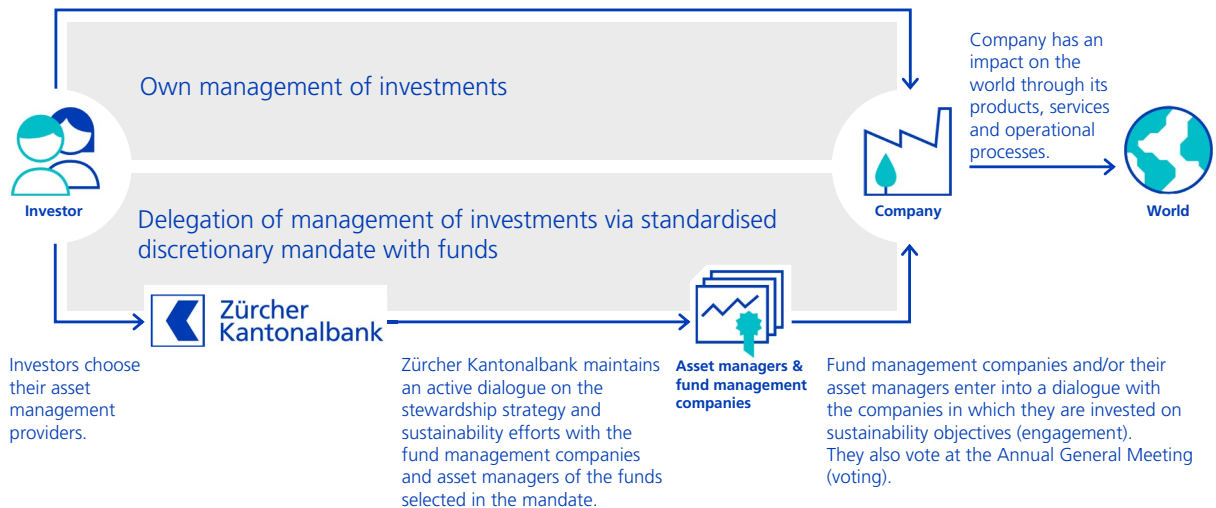 Own management of investments
Company has an
impact on the
world through its
products, services
and operational
processes.
Investor
Company
World
Delegation of management of investments via standardised
discretionary mandate with funds
Zürcher
Kantonalbank
Investors choose
their asset
management
providers.
Zürcher Kantonalbank maintains
an active dialogue on the
stewardship strategy and
sustainability efforts with the
fund management companies
and asset managers of the funds
selected in the mandate.
Asset managers &
fund management
companies
Fund management companies and/or their
asset managers enter into a dialogue with
the companies in which they are invested on
sustainability objectives (engagement).
They also vote at the Annual General Meeting
(voting).